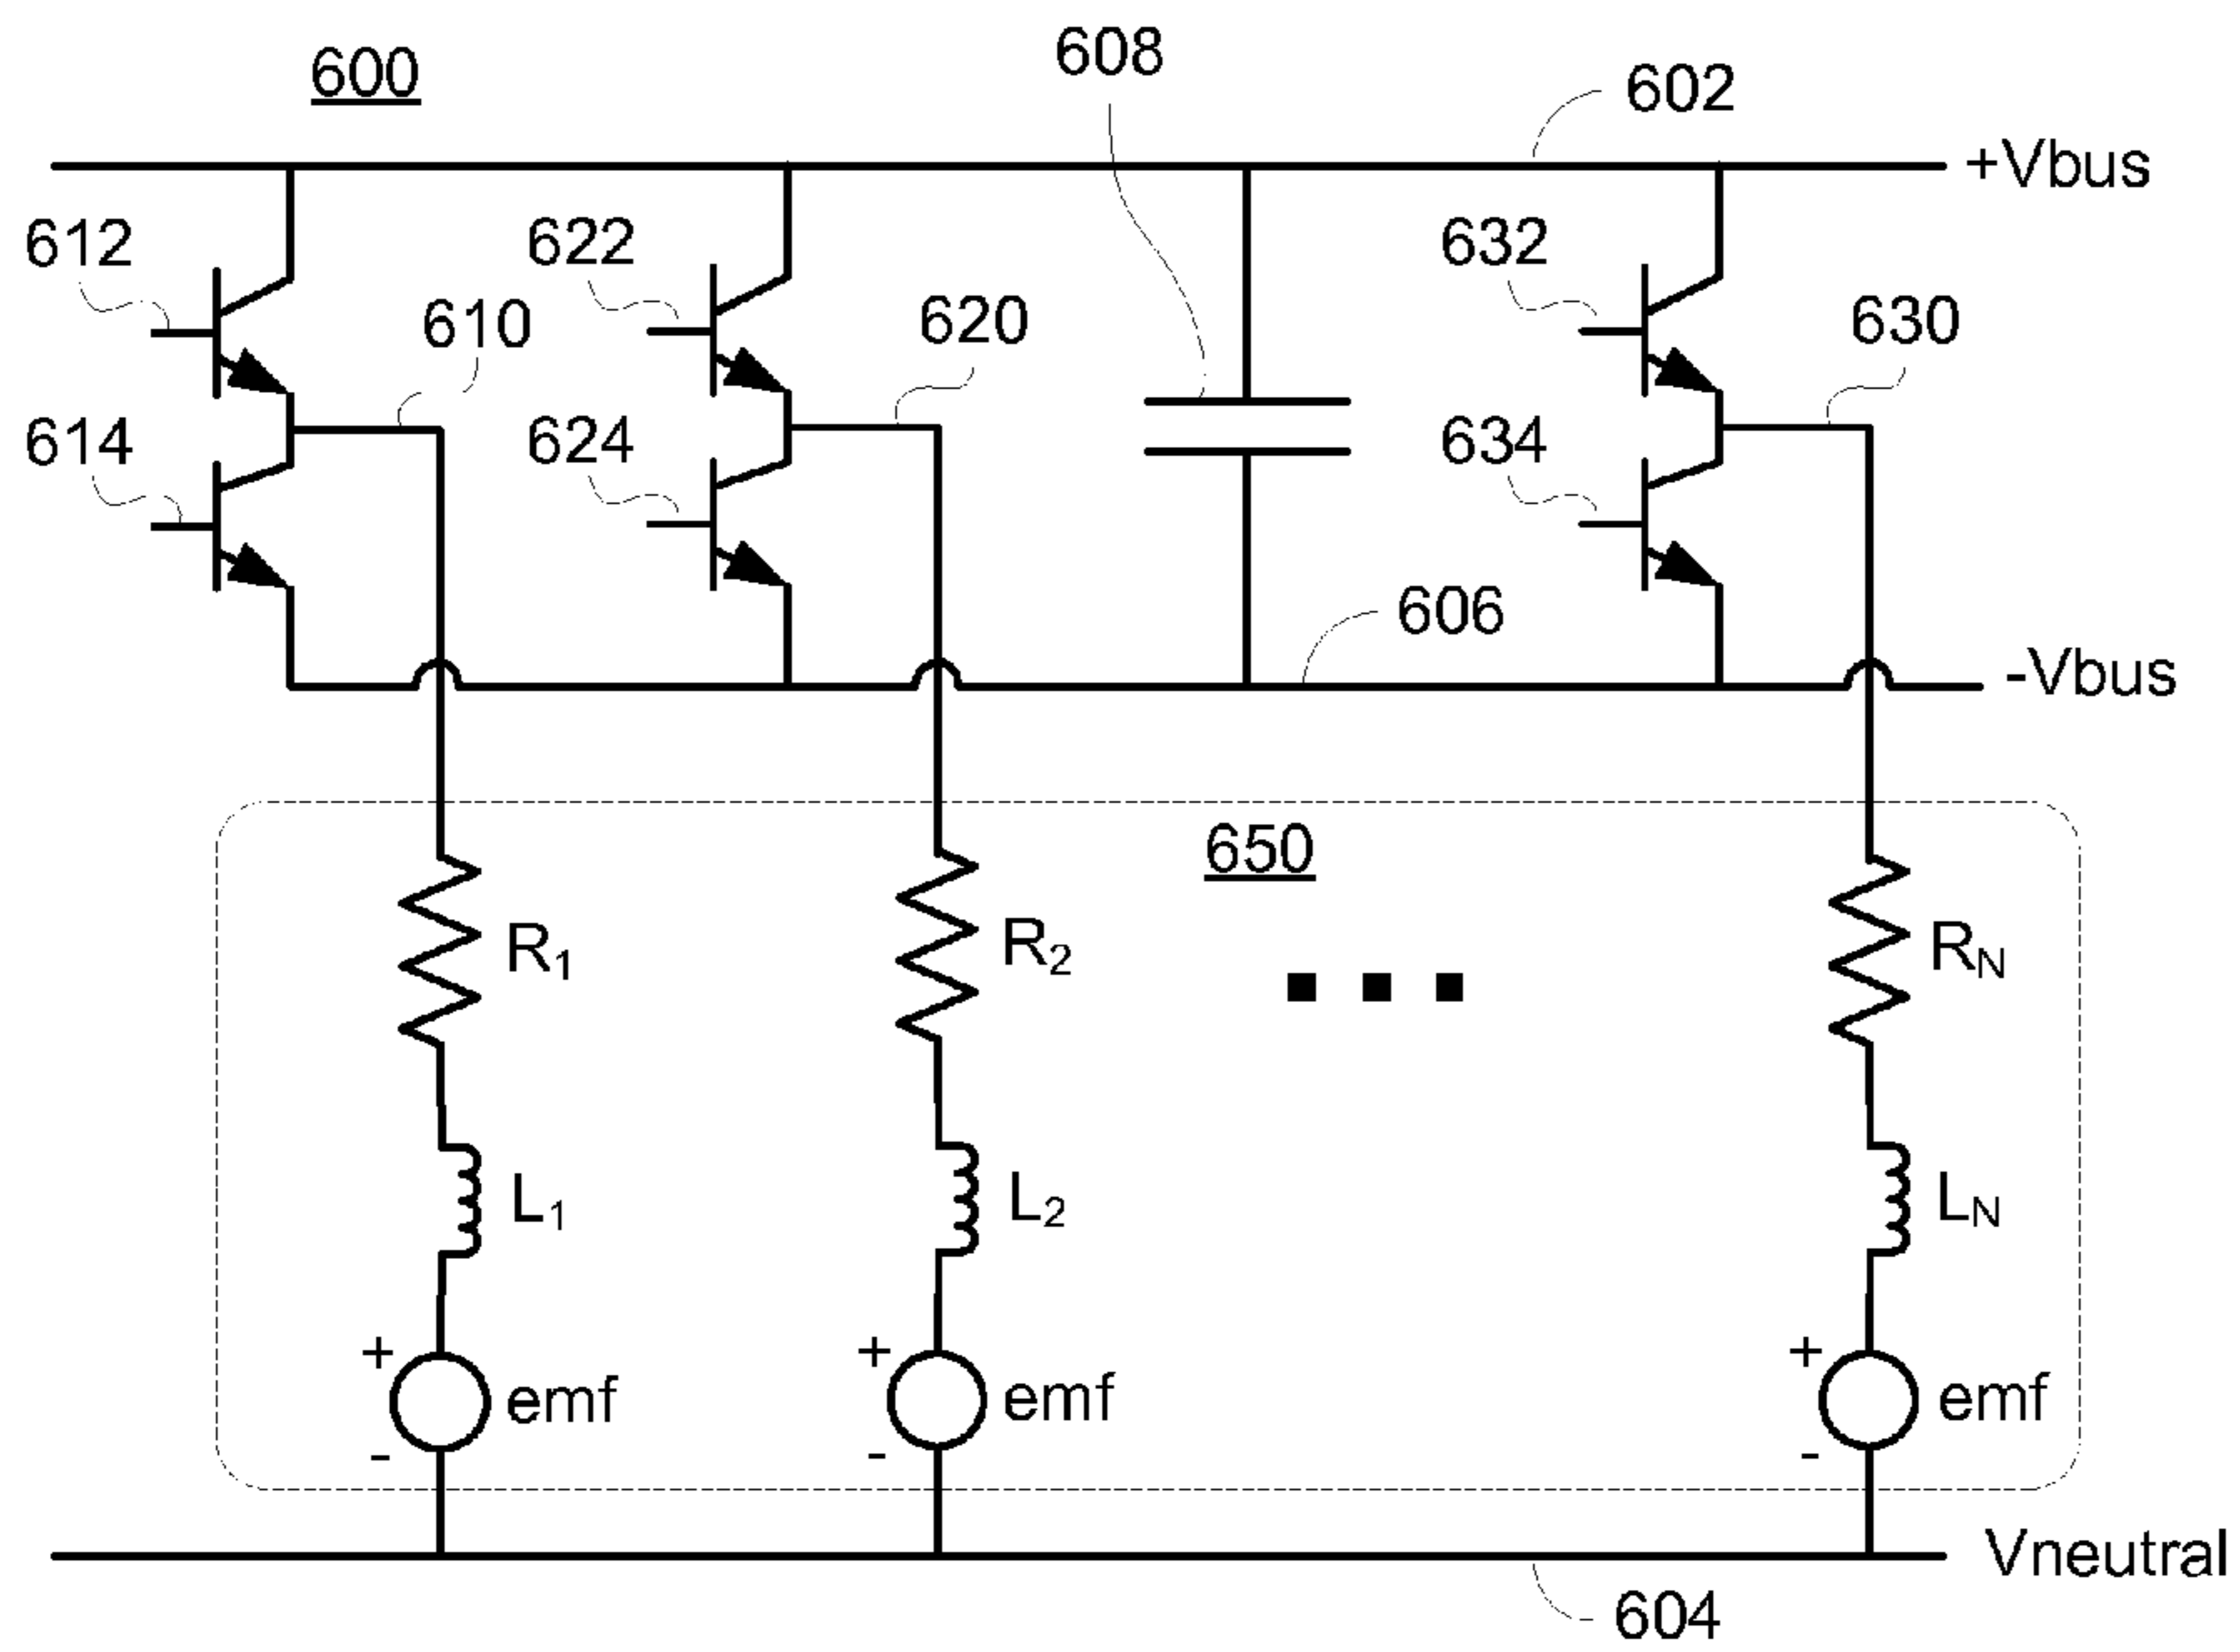 600
608
602
+Vbus
612
622
632
610
620
630
614
624
634
606
-Vbus
650
R1
R2
RN
L1
L2
LN
+
emf
-
+
emf
-
+
emf
-
Vneutral
604